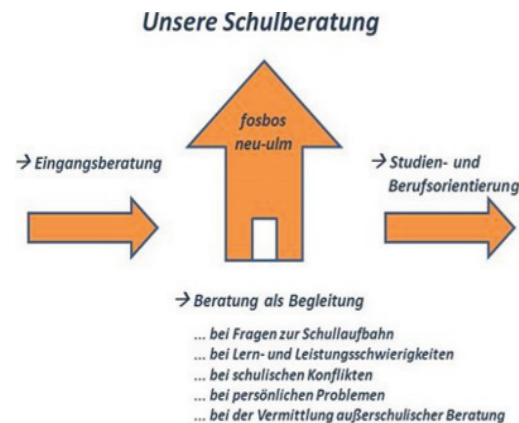 Unsere Schulberatung
fosbos
neu-ulm
→ Eingangsberatung
→ Studien- und
Berufsorientierung
→ Beratung als Begleitung
... bei Fragen zur Schullaufbahn
... bei Lern- und Leistungsschwierigkeiten
... bei schulischen Konflikten
... bei persönlichen Problemen
... bei der Vermittlung außerschulischer Beratung